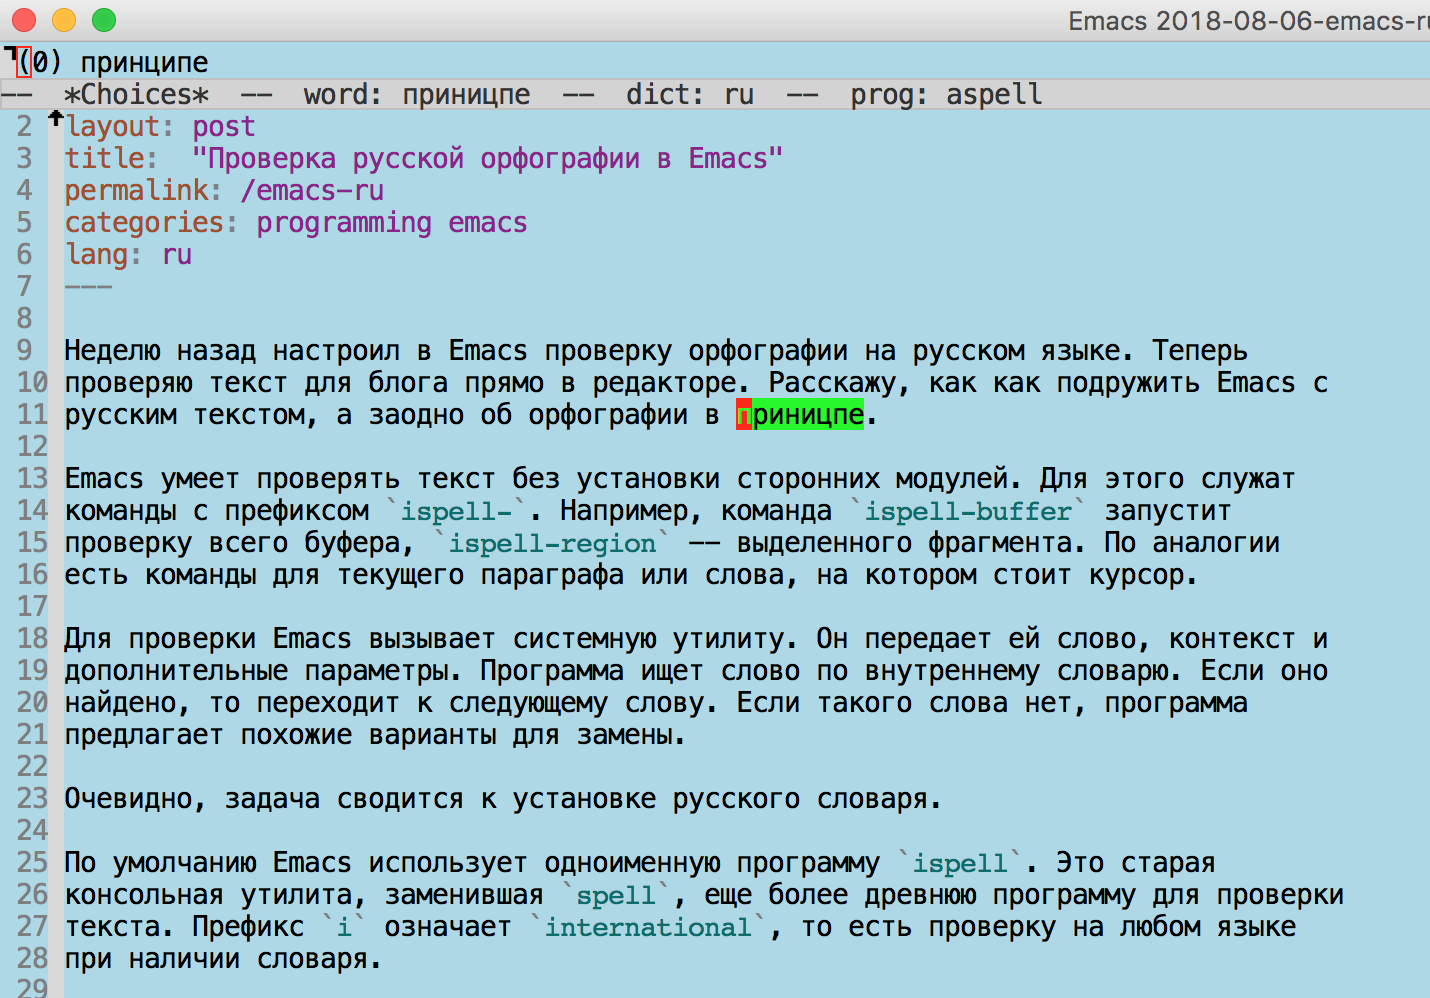 Emacs 2018-08-06-emacs-ru
(0) принципе
-- *Choices* -- word: приницпе -- dict: ru -- prog: aspell
2 layout: post
3 title: "Проверка русской орфографии в Emacs"
4 permalink: /emacs-ru
5 categories: programming emacs
6 lang: ru
7 ---
8
9 Неделю назад настроил в Emacs проверку орфографии на русском языке. Теперь
10 проверяю текст для блога прямо в редакторе. Расскажу, как как подружить Emacs с
11 русским текстом, а заодно об орфографии в приницпе.
12
13 Emacs умеет проверять текст без установки сторонних модулей. Для этого служат
14 команды с префиксом `ispell-`. Например, команда `ispell-buffer` запустит
15 проверку всего буфера, `ispell-region` -- выделенного фрагмента. По аналогии
16 есть команды для текущего параграфа или слова, на котором стоит курсор.
17
18 Для проверки Emacs вызывает системную утилиту. Он передает ей слово, контекст и
19 дополнительные параметры. Программа ищет слово по внутреннему словарю. Если оно
20 найдено, то переходит к следующему слову. Если такого слова нет, программа
21 предлагает похожие варианты для замены.
22
23 Очевидно, задача сводится к установке русского словаря.
24
25 По умолчанию Emacs использует одноименную программу `ispell`. Это старая
26 консольная утилита, заменившая `spell`, еще более древнюю программу для проверки
27 текста. Префикс `i` означает `international`, то есть проверку на любом языке
28 при наличии словаря.
29